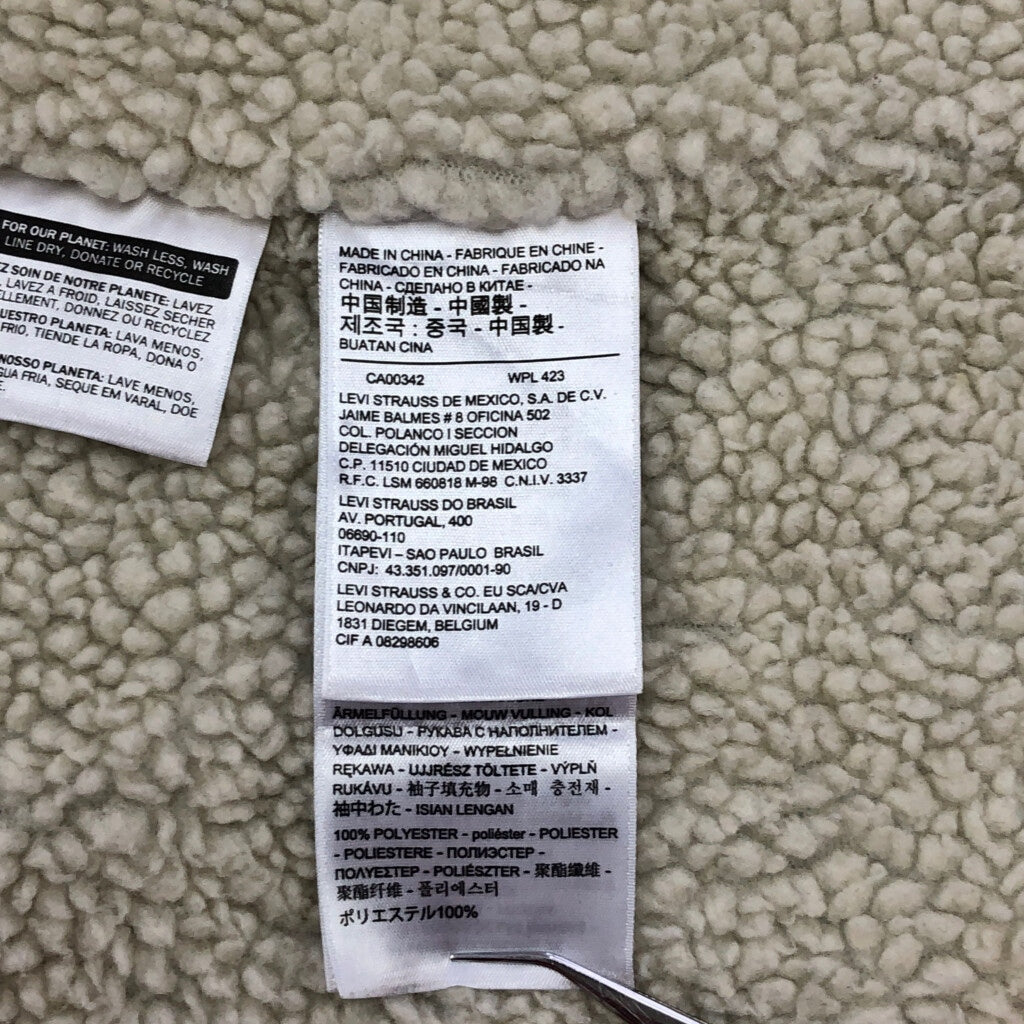 FOR OUR PLANET: WASH LESS, WASH
LINE DRY, DONATE OR RECYCLE
SOIN DE NOTRE PLANETE: LAVEZ
LAVEZ A FROID, LAISSEZ SECHER
DONNEZ OU RECYCLEZ
PLANETA: LAVA MENOS,
FRIO, TIENDE LA ROPA, DONA O
NOSSO PLANETA: LAVE MENOS,
FRIA, SEQUE EM VARAL, DOE
MADE IN CHINA - FABRIQUE EN CHINE -
FABRICADO EN CHINA - FABRICADO NA
CHINA - СДЕЛАНО В КИТАЕ -
中国制造 - 中國製 -
제조국 : 중국 - 中国製 -
BUATAN CINA
CA00342 WPL 423
LEVI STRAUSS DE MEXICO, S.A. DE C.V.
JAIME BALMES # 8 OFICINA 502
COL. POLANCO I SECCION
DELEGACIÓN MIGUEL HIDALGO
C.P. 11510 CIUDAD DE MEXICO
R.F.C. LSM 660818 M-98 C.N.I.V. 3337
LEVI STRAUSS DO BRASIL
AV. PORTUGAL, 400
06690-110
ITAPEVI – SAO PAULO BRASIL
CNPJ: 43.351.097/0001-90
LEVI STRAUSS & CO. EU SCA/CVA
LEONARDO DA VINCILAAN, 19 - D
1831 DIEGEM, BELGIUM
CIF A 08298606
ÄRMELFÜLLUNG - MOUW VULLING - KOL
DOLGUSU - РУКАВА С НАПОЛНИТЕЛЕМ -
ΥΦΑΔΙ ΜΑΝΙΚΙΟΥ - WYPEŁNIENIE
RĘKAWA - UJJRÉSZ TÖLTETE - VÝPLŇ
RUKÁVU - 袖子填充物 - 소매 충전재 -
袖中わた - ISIAN LENGAN
100% POLYESTER - poliéster - POLIESTER
- POLIESTERE - ПОЛИЭСТЕР -
ΠΟΛΥΕΣΤΕΡ - POLIÉSZTER - 聚酯纖維 -
聚酯纤维 - 폴리에스터
ポリエステル100%